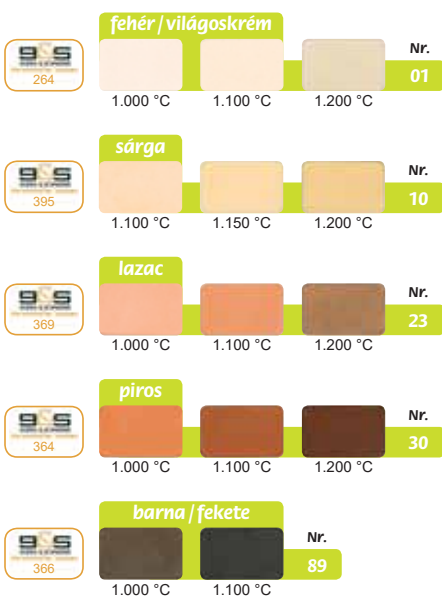 fehér / világoskrém
g&s
264
Nr.
01
1.000 °C 1.100 °C 1.200 °C
sárga
g&s
395
Nr.
10
1.100 °C 1.150 °C 1.200 °C
lazac
g&s
369
Nr.
23
1.000 °C 1.100 °C 1.200 °C
piros
g&s
364
Nr.
30
1.000 °C 1.100 °C 1.200 °C
barna / fekete
g&s
366
Nr.
89
1.000 °C 1.100 °C